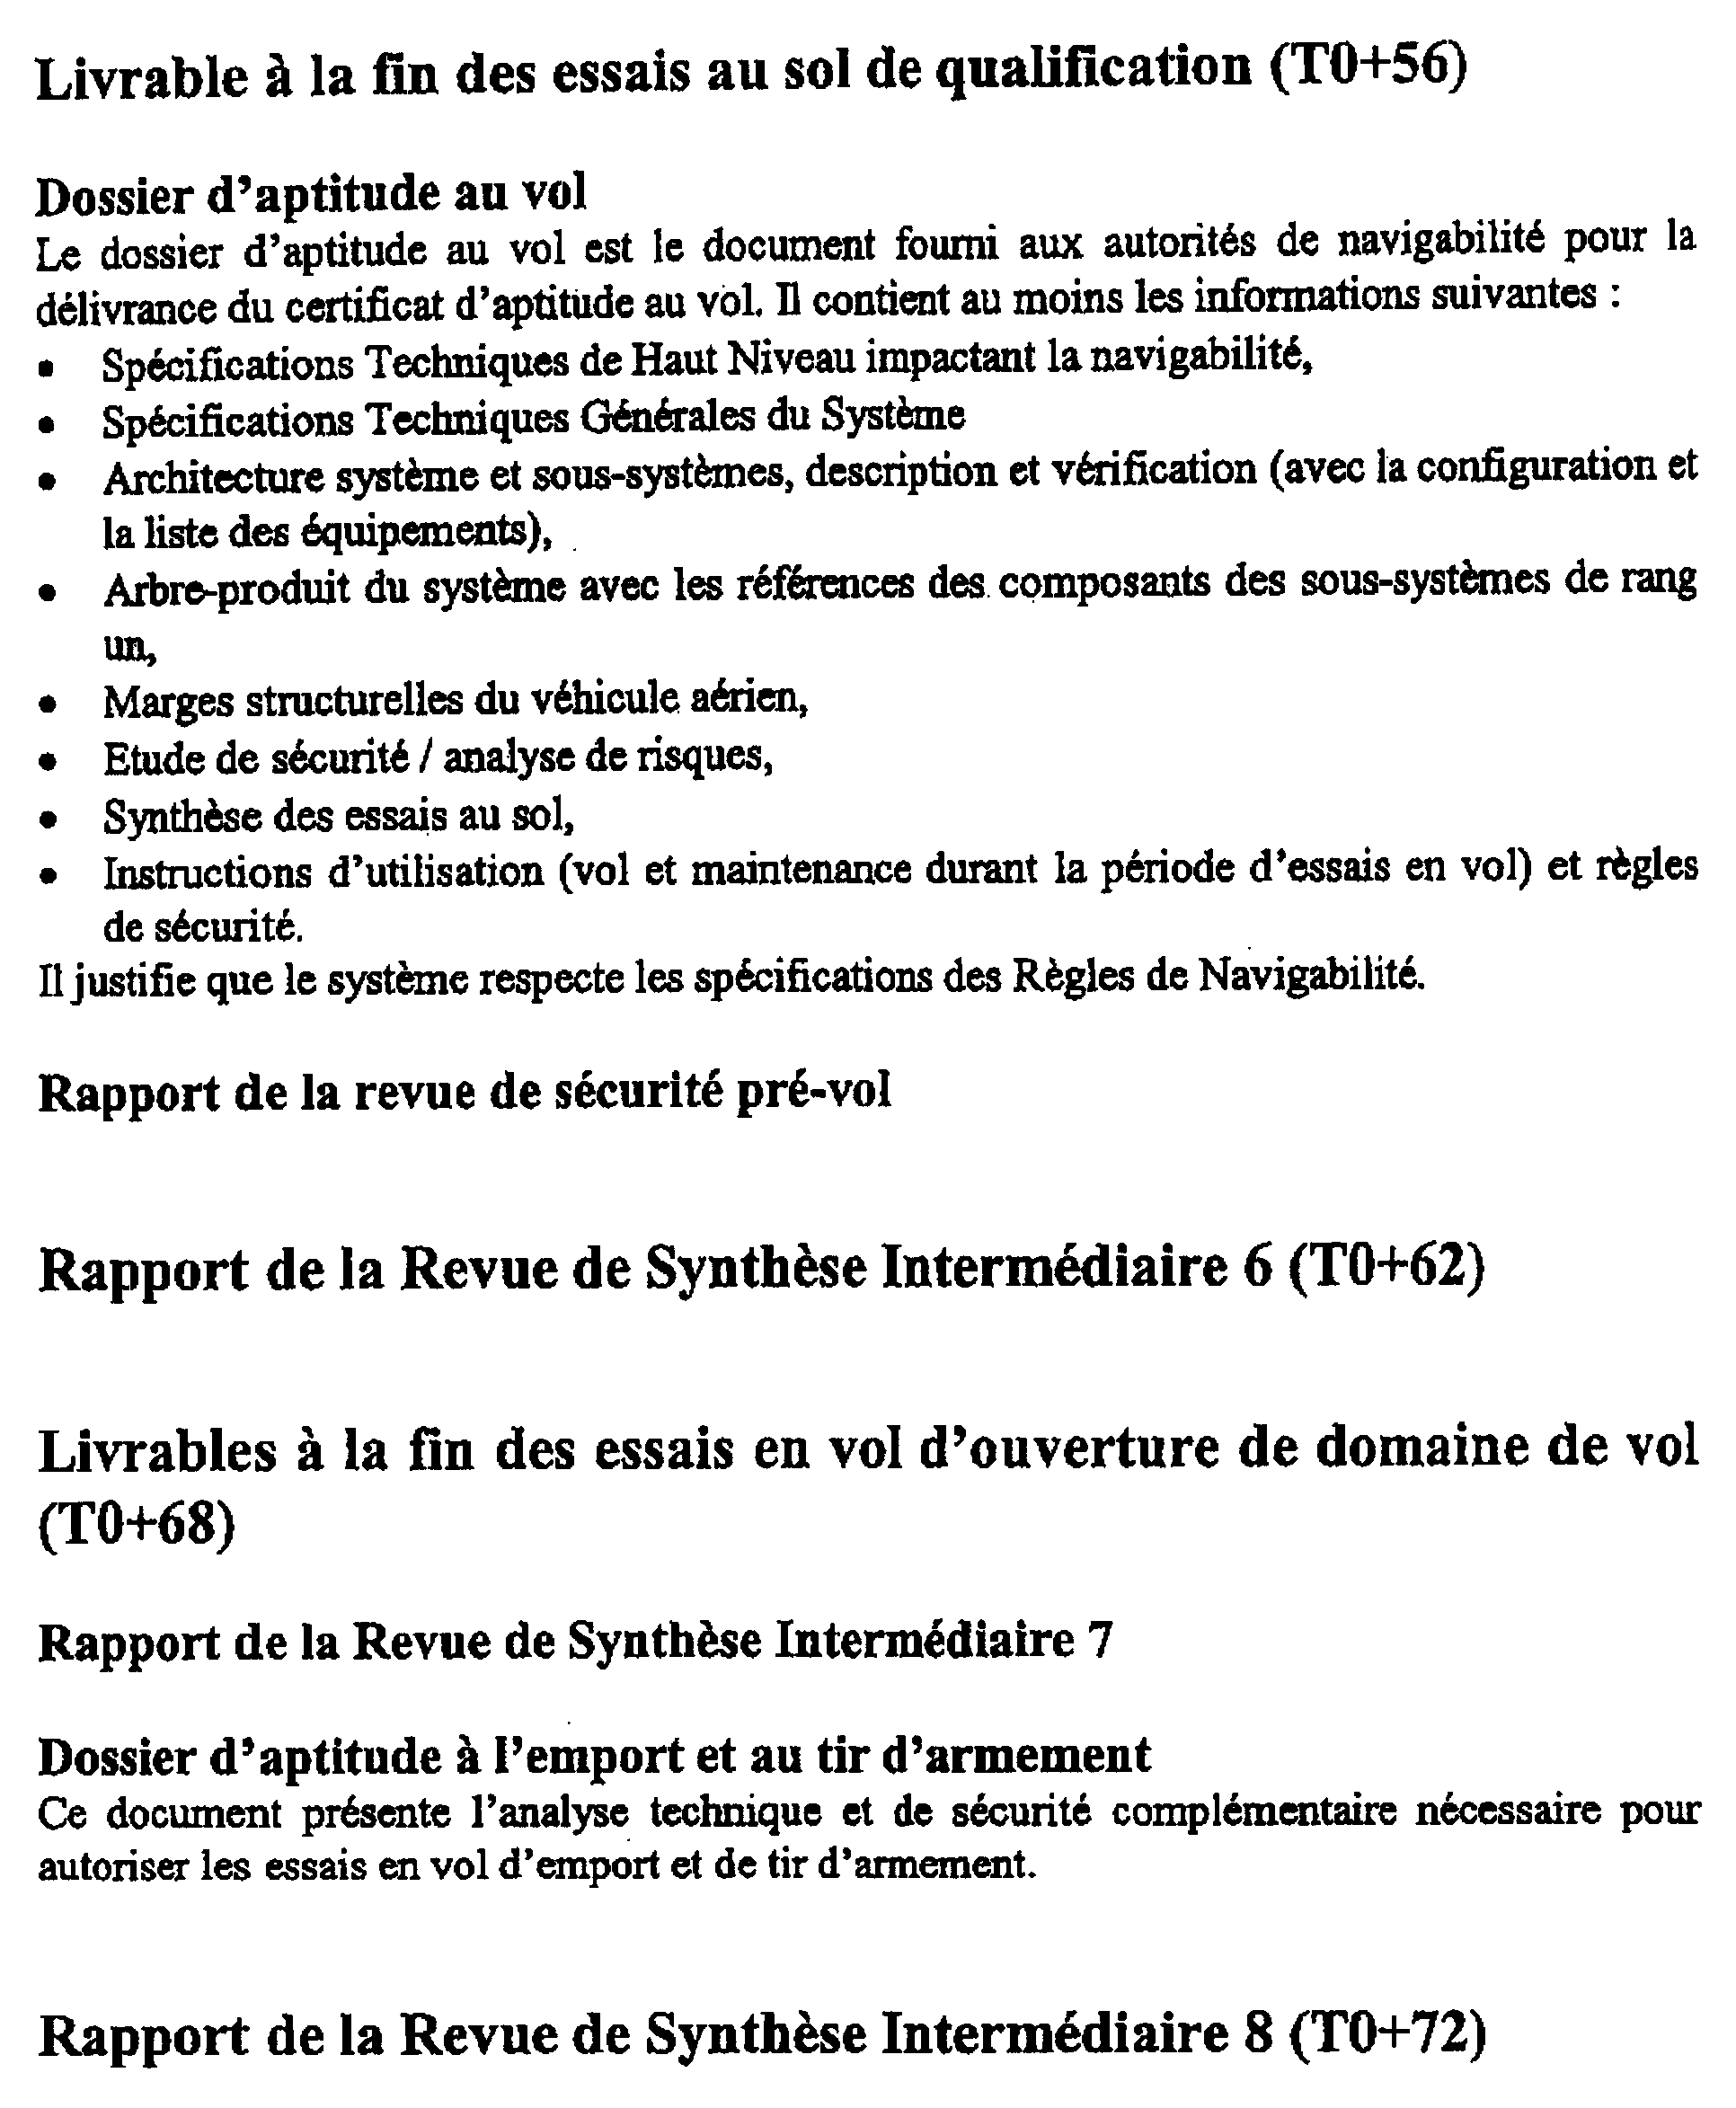 Livrable à la fin des essais au sol de qualification (T0+56)
Dossier d'aptitude au vol
Le dossier d'aptitude au vol est le document fourni aux autorités de navigabilité pour la
délivrance du certificat d'aptitude au vol. Il contient au moins les informations suivantes :
• Spécifications Techniques de Haut Niveau impactant la navigabilité,
• Spécifications Techniques Générales du Système
• Architecture système et sous-systèmes, description et vérification (avec la configuration et
la liste des équipements),
• Arbre-produit du système avec les références des composants des sous-systèmes de rang
un,
• Marges structurelles du véhicule aérien,
• Etude de sécurité / analyse de risques,
• Synthèse des essais au sol,
• Instructions d'utilisation (vol et maintenance durant la période d'essais en vol) et règles
de sécurité.
Il justifie que le système respecte les spécifications des Règles de Navigabilité.
Rapport de la revue de sécurité pré-vol
Rapport de la Revue de Synthèse Intermédiaire 6 (T0+62)
Livrables à la fin des essais en vol d'ouverture de domaine de vol
(T0+68)
Rapport de la Revue de Synthèse Intermédiaire 7
Dossier d'aptitude à l'emport et au tir d'armement
Ce document présente l'analyse technique et de sécurité complémentaire nécessaire pour
autoriser les essais en vol d'emport et de tir d'armement.
Rapport de la Revue de Synthèse Intermédiaire 8 (T0+72)